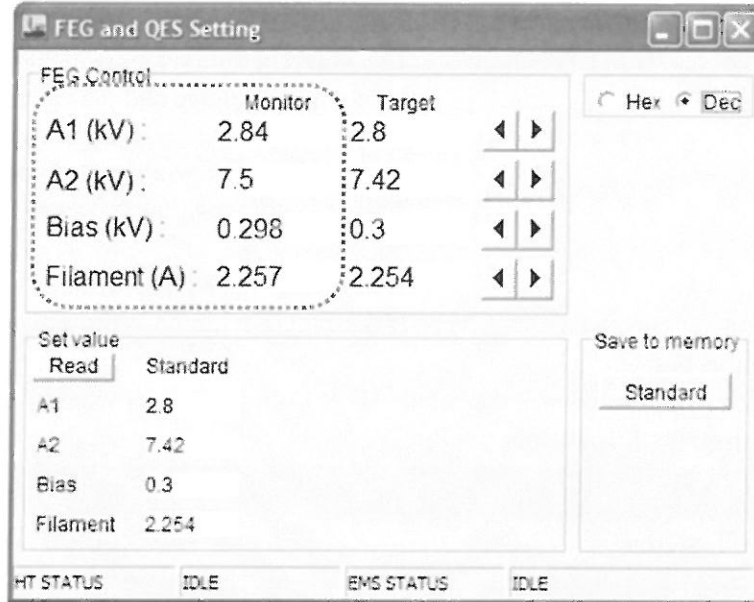 FEG and QES Setting
FEG Control
Monitor Target
Hex Dec
A1 (kV) : 2.84 2.8
A2 (kV) : 7.5 7.42
Bias (kV) : 0.298 0.3
Filament (A) : 2.257 2.254
Set value
Read Standard
A1 2.8
A2 7.42
Bias 0.3
Filament 2.254
Save to memory
Standard
HT STATUS IDLE EMS STATUS IDLE